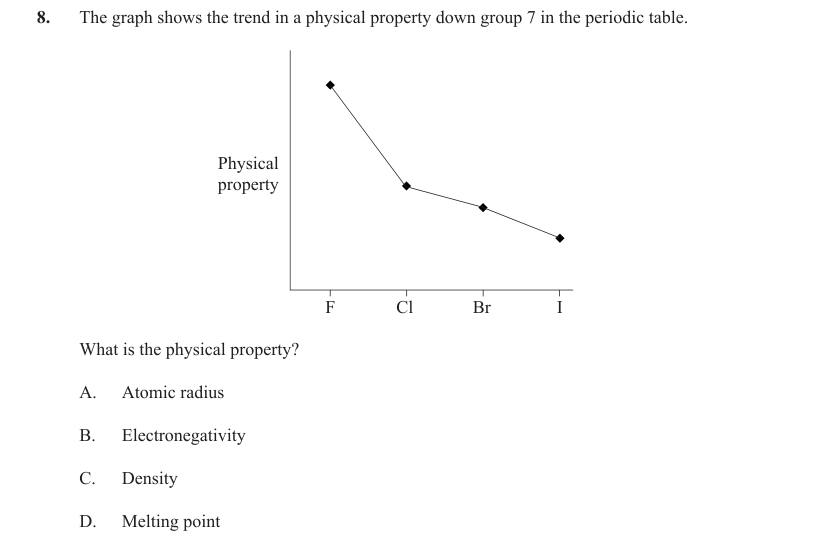 8. The graph shows the trend in a physical property down group 7 in the periodic table.
Physical
property
F Cl Br I
What is the physical property?
A. Atomic radius
B. Electronegativity
C. Density
D. Melting point